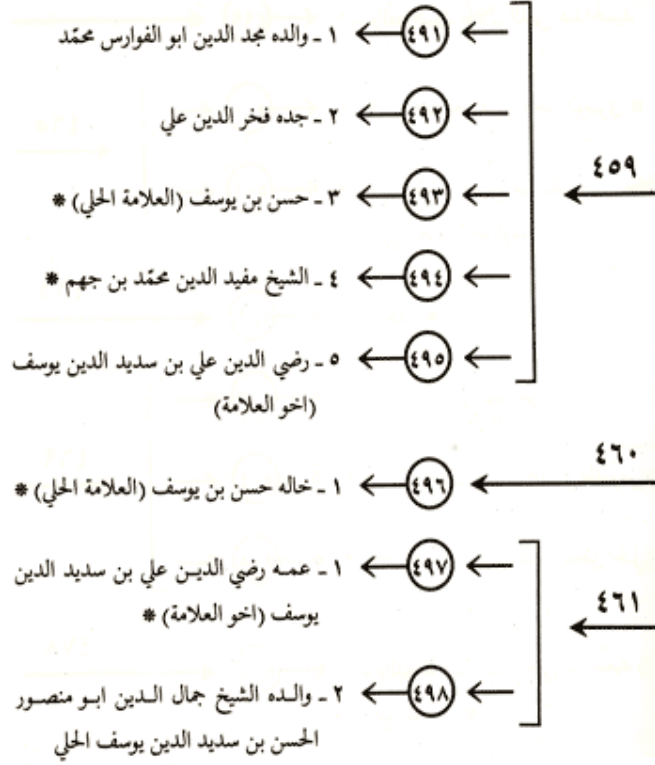 ٤٩١ ١ ـ والده مجد الدين ابو الفوارس محمّد
٤٩٢ ٢ ـ جده فخر الدين علي
٤٥٩
٤٩٣ ٣ ـ حسن بن يوسف (العلامة الحلي) *
٤٩٤ ٤ ـ الشيخ مفيد الدين محمّد بن جهم *
٤٩٥ ٥ ـ رضي الدين علي بن سديد الدين يوسف
(اخو العلامة)
٤٦٠
٤٩٦ ١ ـ خاله حسن بن يوسف (العلامة الحلي) *
٤٩٧ ١ ـ عمه رضي الدين علي بن سديد الدين
٤٦١
يوسف (اخو العلامة) *
٤٩٨ ٢ ـ والده الشيخ جمال الدين ابو منصور
الحسن بن سديد الدين يوسف الحلي